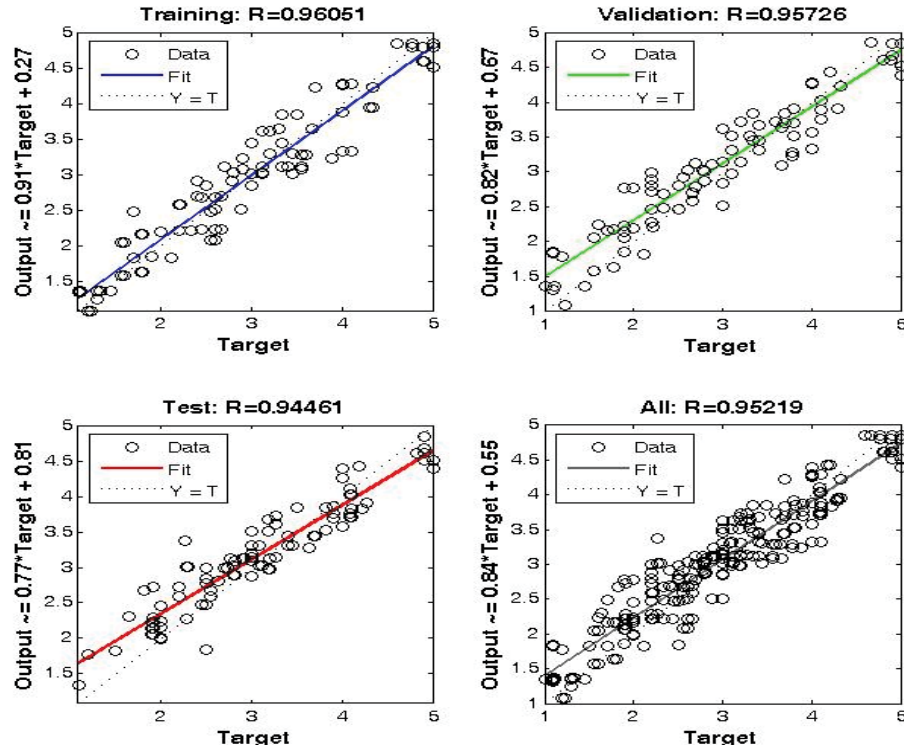 Training: R=0.96051
Output ~= 0.91*Target + 0.27
5
4.5
4
3.5
3
2.5
2
1.5
Data
Fit
Y = T
2
3
4
5
Target
Validation: R=0.95726
Output ~= 0.82*Target + 0.67
5
4.5
4
3.5
3
2.5
2
1.5
1
Data
Fit
Y = T
1
2
3
4
5
Target
Test: R=0.94461
Output ~= 0.77*Target + 0.81
5
4.5
4
3.5
3
2.5
2
1.5
Data
Fit
Y = T
2
3
4
5
Target
All: R=0.95219
Output ~= 0.84*Target + 0.55
5
4.5
4
3.5
3
2.5
2
1.5
1
Data
Fit
Y = T
1
2
3
4
5
Target